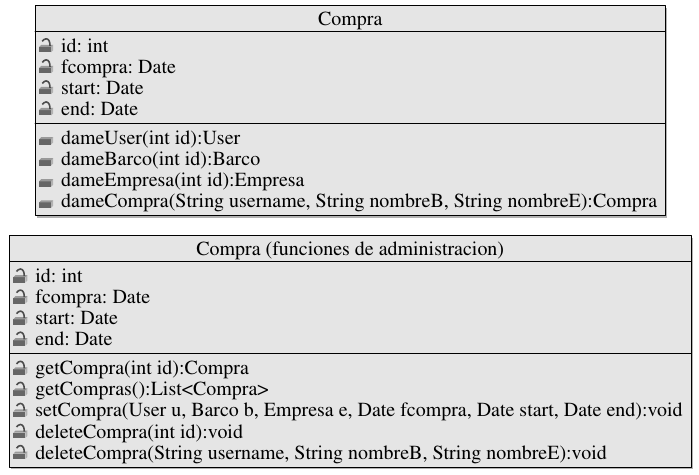 Compra
id: int
fcompra: Date
start: Date
end: Date
dameUser(int id):User
dameBarco(int id):Barco
dameEmpresa(int id):Empresa
dameCompra(String username, String nombreB, String nombreE):Compra
Compra (funciones de administracion)
id: int
fcompra: Date
start: Date
end: Date
getCompra(int id):Compra
getCompras():List<Compra>
setCompra(User u, Barco b, Empresa e, Date fcompra, Date start, Date end):void
deleteCompra(int id):void
deleteCompra(String username, String nombreB, String nombreE):void